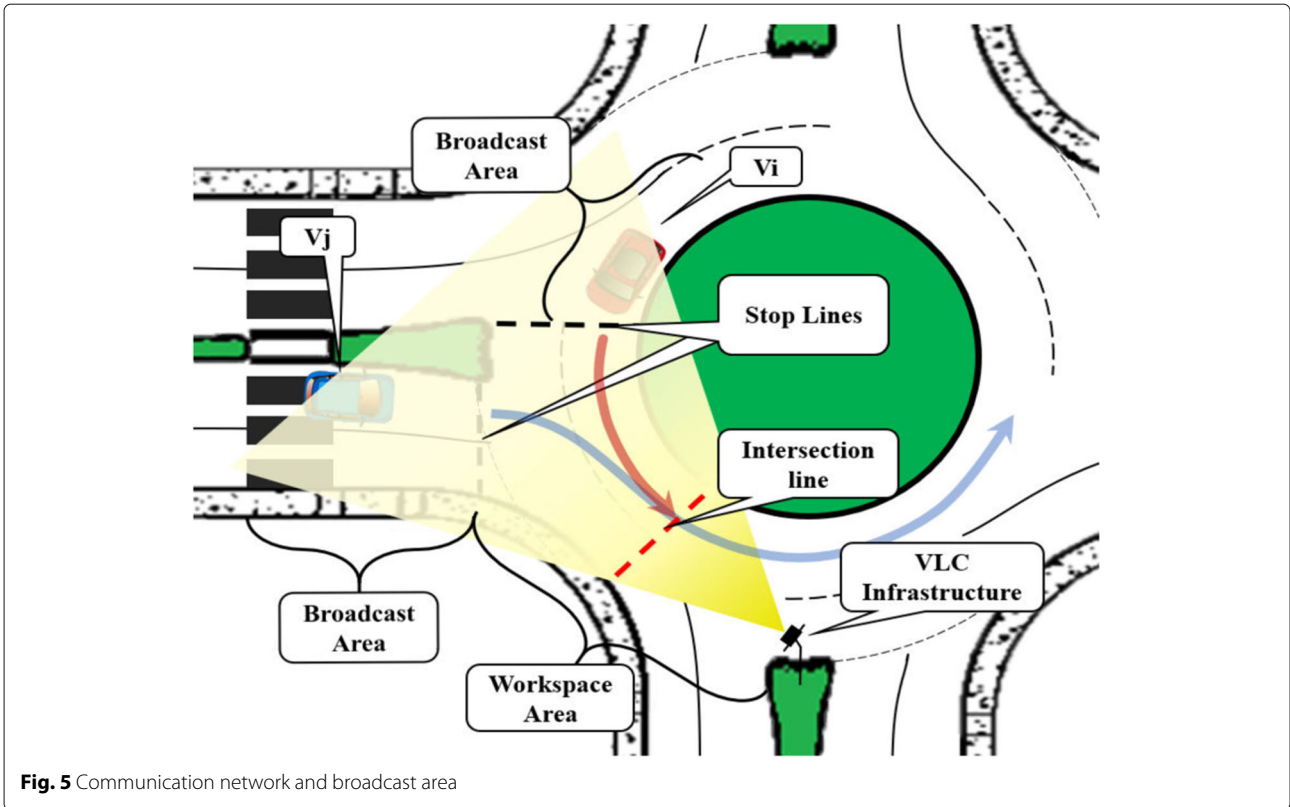 Broadcast
Area
Vi
Vj
Stop Lines
Intersection
line
VLC
Infrastructure
Broadcast
Area
Workspace
Area
Fig. 5 Communication network and broadcast area